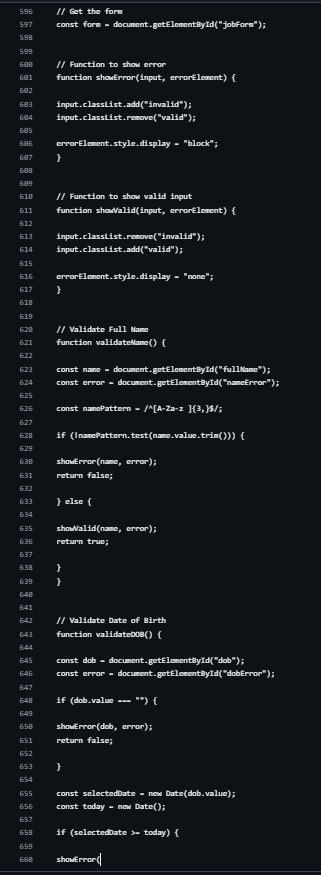 596 // Get the form
597 const form = document.getElementById("jobForm");
598
599
600 // Function to show error
601 function showError(input, errorElement) {
602
603 input.classList.add("invalid");
604 input.classList.remove("valid");
605
606 errorElement.style.display = "block";
607 }
608
609
610 // Function to show valid input
611 function showValid(input, errorElement) {
612
613 input.classList.remove("invalid");
614 input.classList.add("valid");
615
616 errorElement.style.display = "none";
617 }
618
619
620 // Validate Full Name
621 function validateName() {
622
623 const name = document.getElementById("fullName");
624 const error = document.getElementById("nameError");
625
626 const namePattern = /^[A-Za-z ]{3,}$/;
627
628 if (!namePattern.test(name.value.trim())) {
629
630 showError(name, error);
631 return false;
632
633 } else {
634
635 showValid(name, error);
636 return true;
637
638 }
639 }
640
641
642 // Validate Date of Birth
643 function validateDOB() {
644
645 const dob = document.getElementById("dob");
646 const error = document.getElementById("dobError");
647
648 if (dob.value === "") {
649
650 showError(dob, error);
651 return false;
652
653 }
654
655 const selectedDate = new Date(dob.value);
656 const today = new Date();
657
658 if (selectedDate >= today) {
659
660 showError(